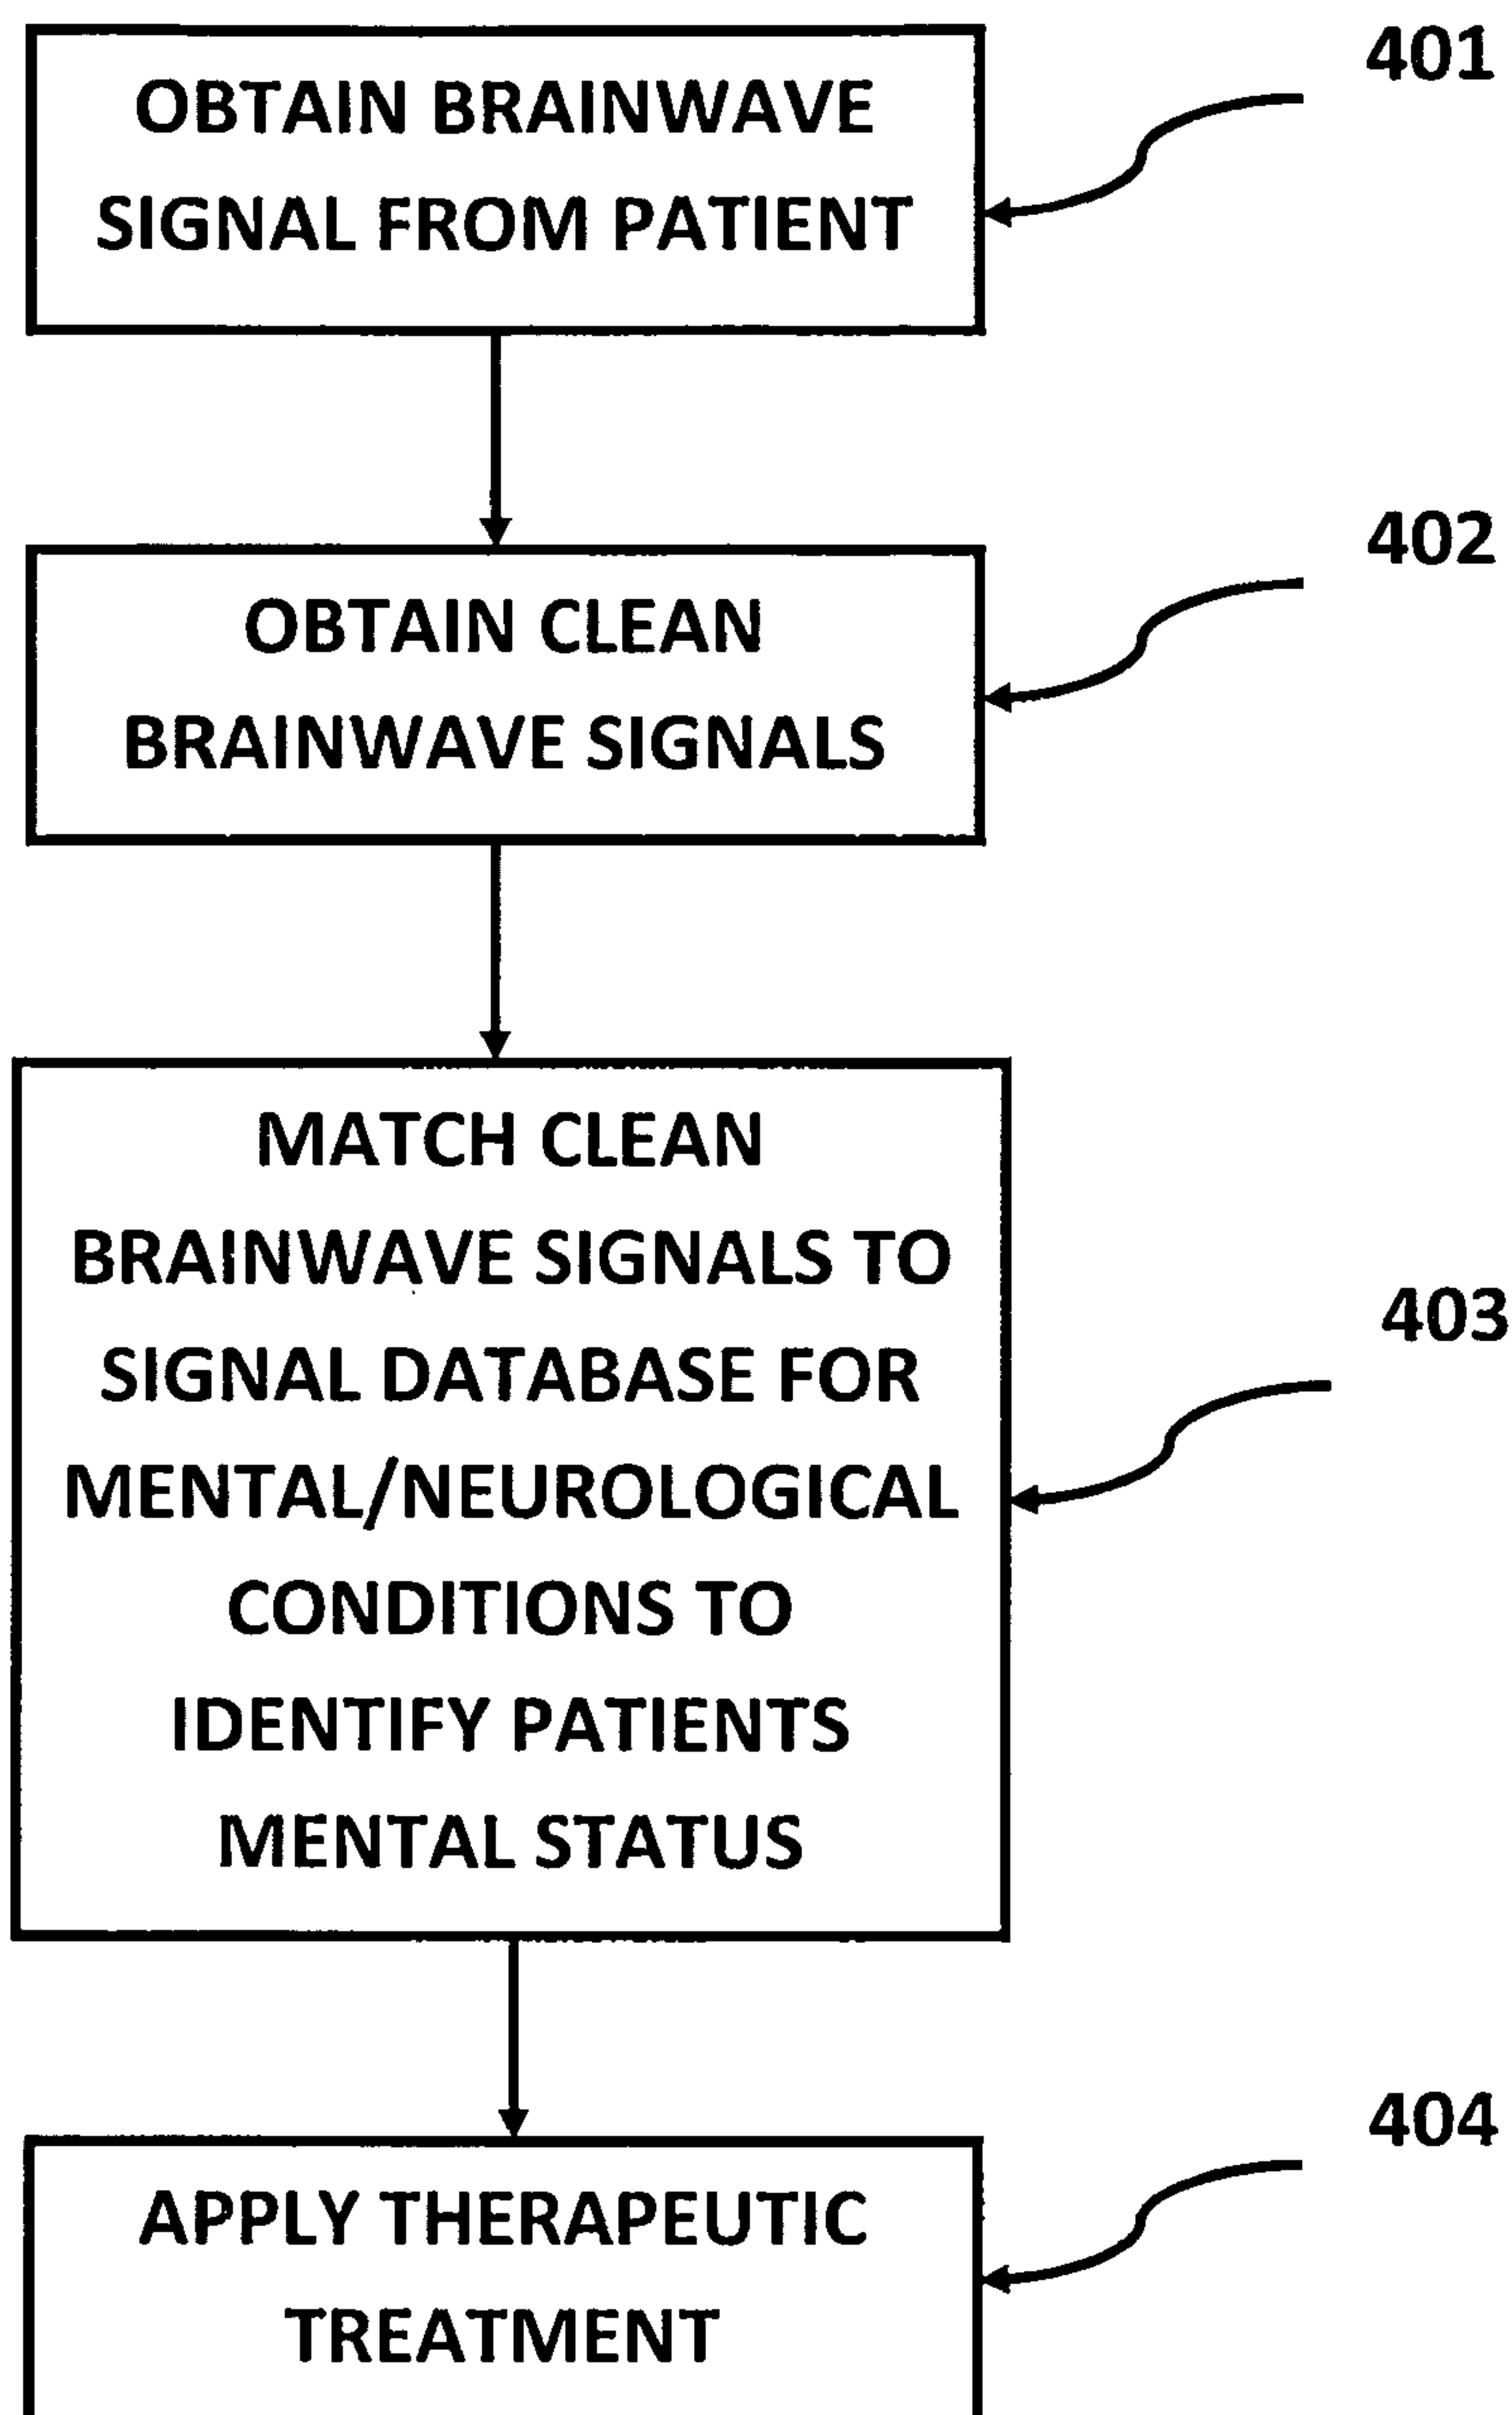 401
OBTAIN BRAINWAVE
SIGNAL FROM PATIENT
402
OBTAIN CLEAN
BRAINWAVE SIGNALS
MATCH CLEAN
BRAINWAVE SIGNALS TO
403
SIGNAL DATABASE FOR
MENTAL/NEUROLOGICAL
CONDITIONS TO
IDENTIFY PATIENTS
MENTAL STATUS
404
APPLY THERAPEUTIC
TREATMENT